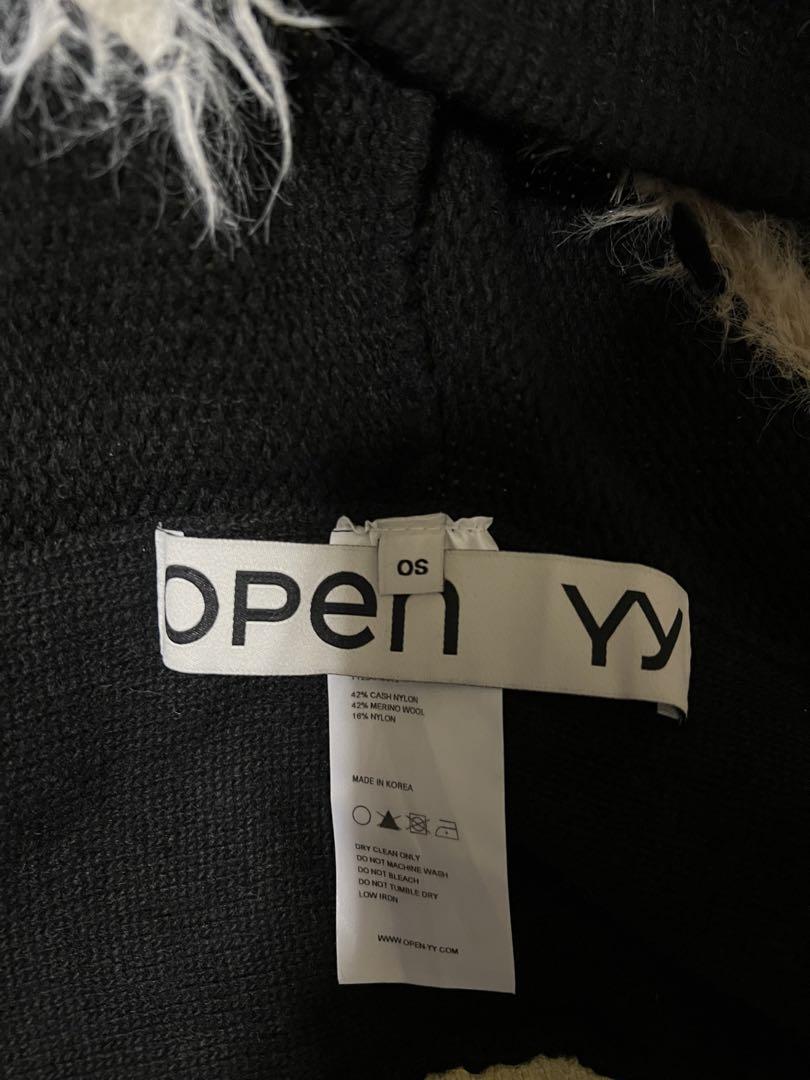 OS
OPEN YY
42% CASH NYLON
42% MERINO WOOL
16% NYLON
MADE IN KOREA
DRY CLEAN ONLY
DO NOT MACHINE WASH
DO NOT BLEACH
DO NOT TUMBLE DRY
LOW IRON
WWW.OPEN-YY.COM